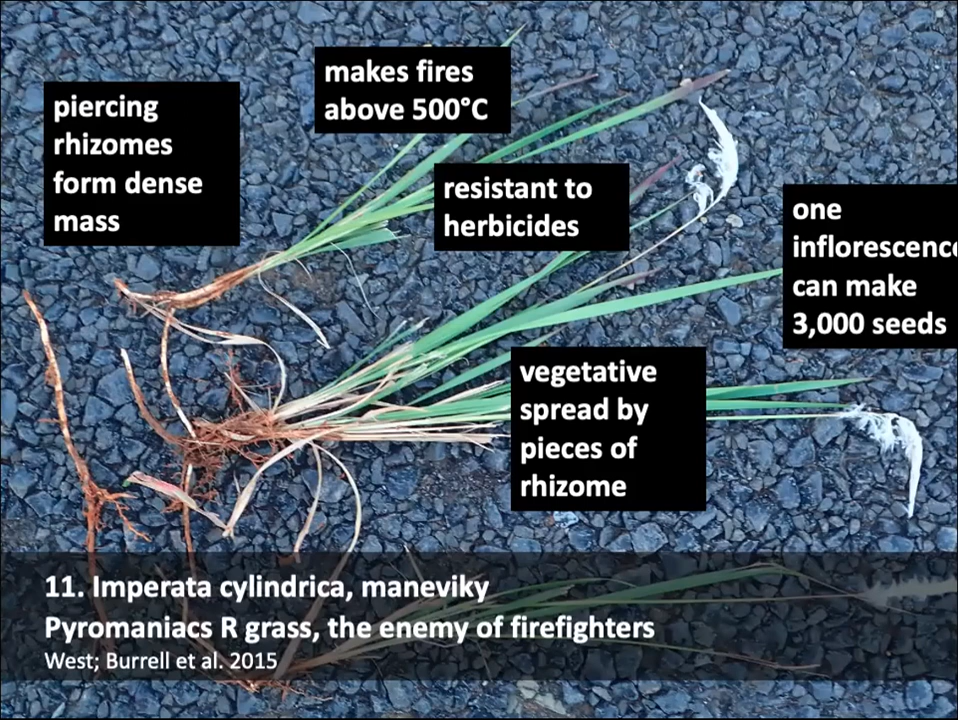 makes fires
above 500°C
piercing
rhizomes
form dense
mass
resistant to
herbicides
one
inflorescence
can make
3,000 seeds
vegetative
spread by
pieces of
rhizome
11. Imperata cylindrica, maneviky
Pyromaniacs R grass, the enemy of firefighters
West; Burrell et al. 2015